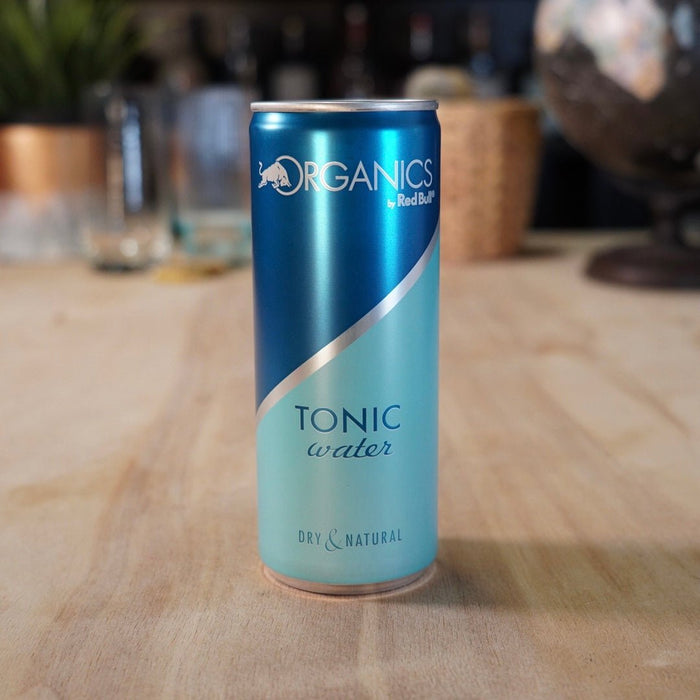 ORGANICS
by Red Bull®
TONIC
water
DRY & NATURAL